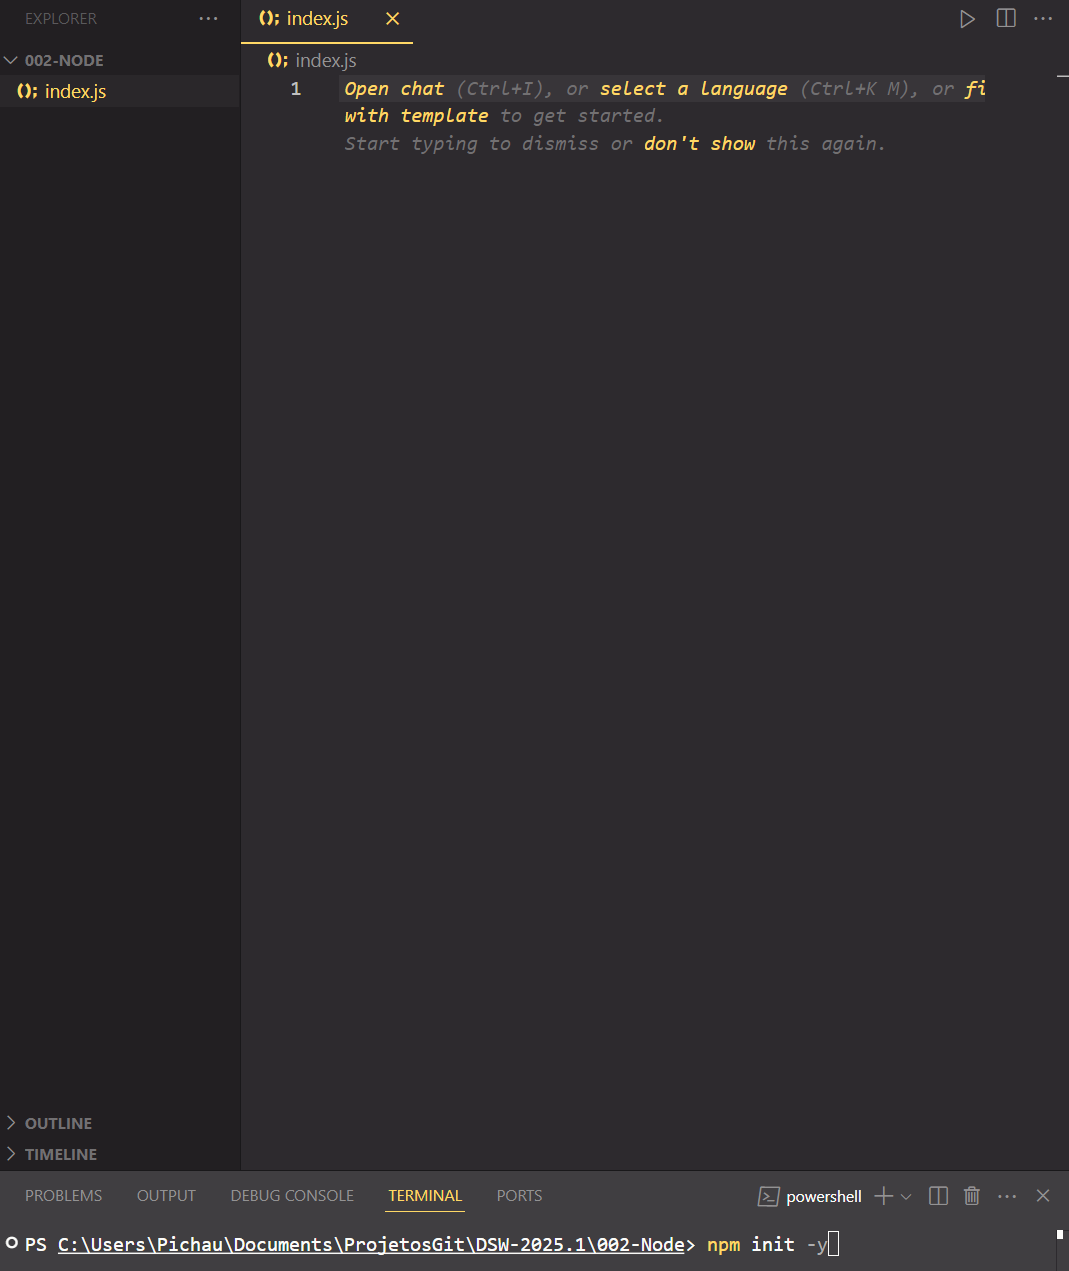 EXPLORER
index.js
002-NODE
index.js
index.js
1
Open chat (Ctrl+I), or select a language (Ctrl+K M), or fi
with template to get started.
Start typing to dismiss or don't show this again.
OUTLINE
TIMELINE
PROBLEMS OUTPUT DEBUG CONSOLE TERMINAL PORTS powershell
PS C:\Users\Pichau\Documents\ProjetosGit\DSW-2025.1\002-Node> npm init -y